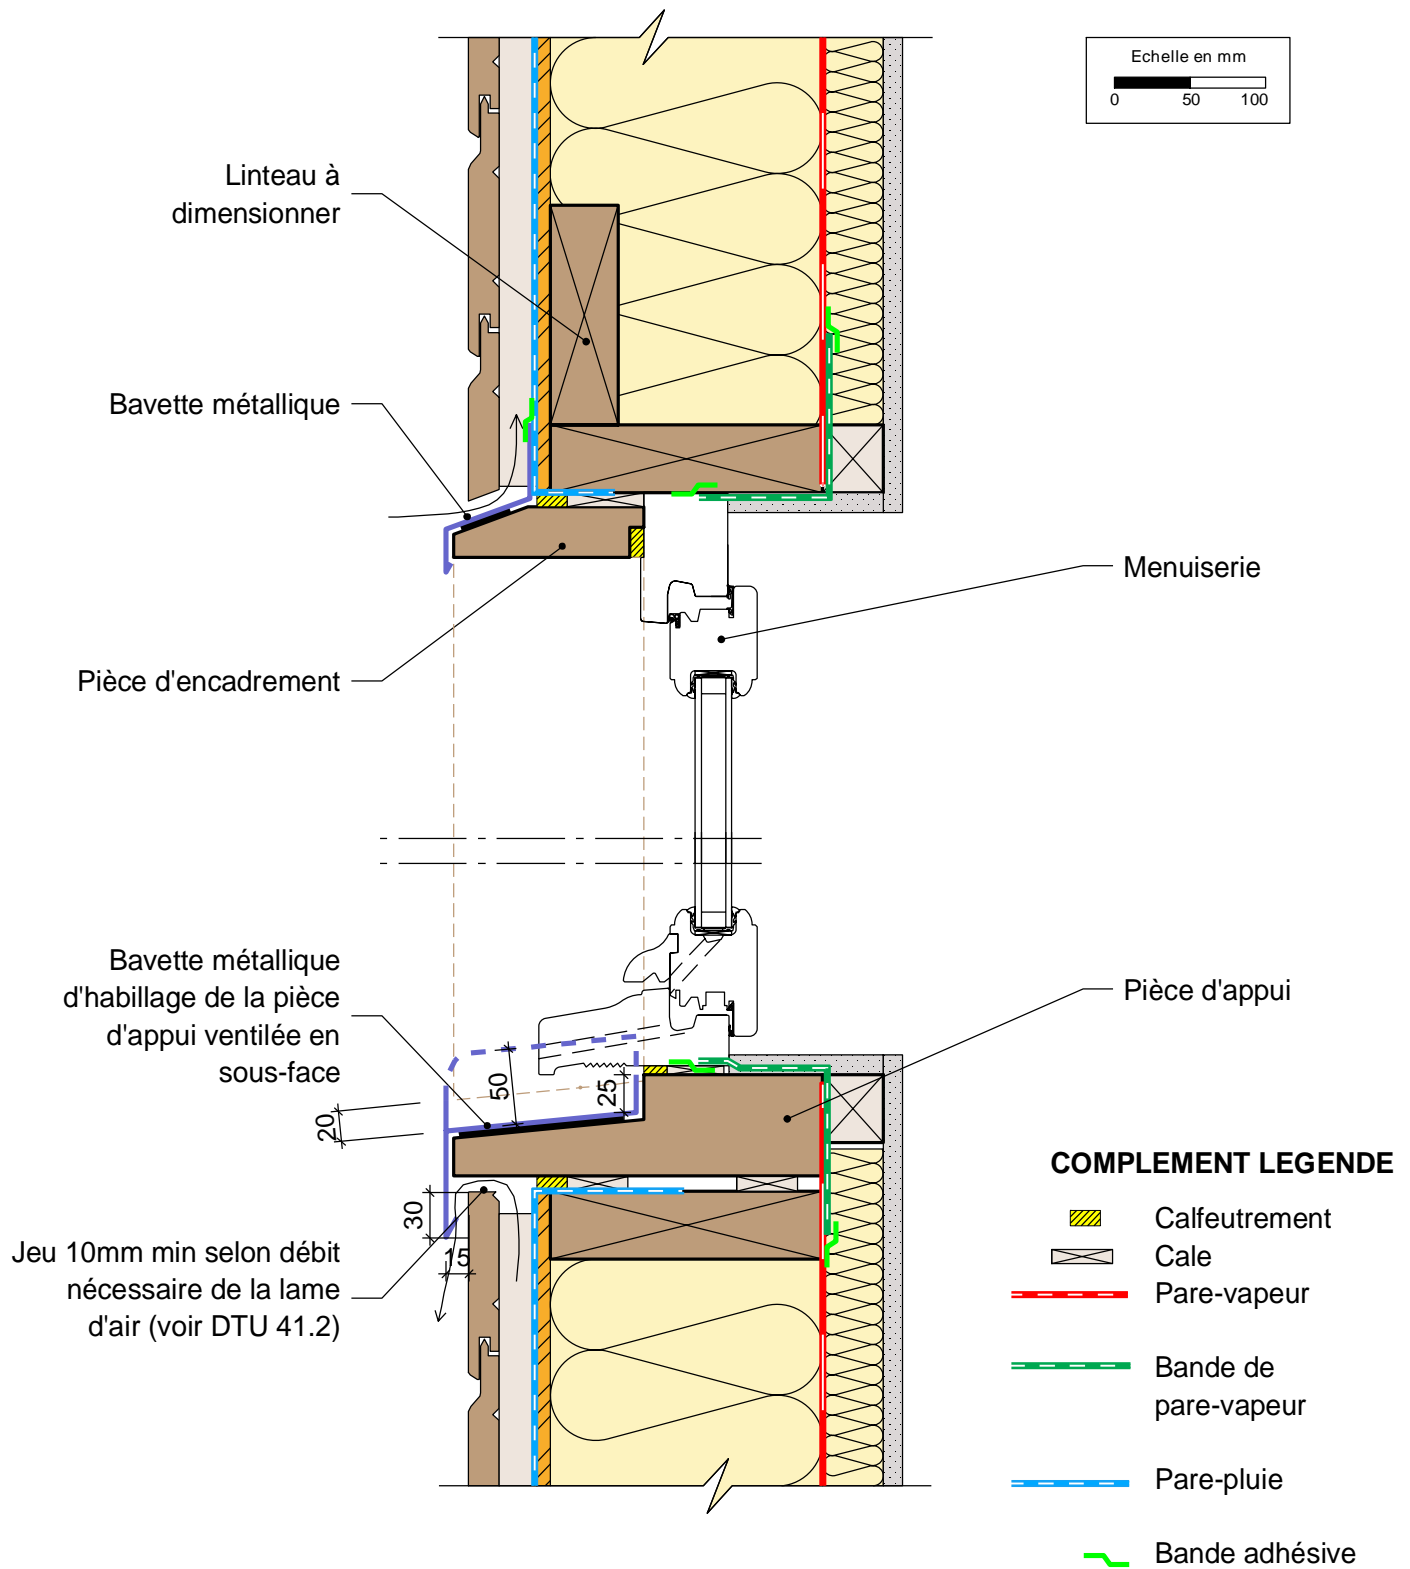 Echelle en mm
0 50 100
Linteau à
dimensionner
Bavette métallique
Menuiserie
Pièce d'encadrement
Bavette métallique
d'habillage de la pièce
d'appui ventilée en
sous-face
Pièce d'appui
50
25
20
30
15
Jeu 10mm min selon débit
nécessaire de la lame
d'air (voir DTU 41.2)
COMPLEMENT LEGENDE
Calfeutrement
Cale
Pare-vapeur
Bande de
pare-vapeur
Pare-pluie
Bande adhésive